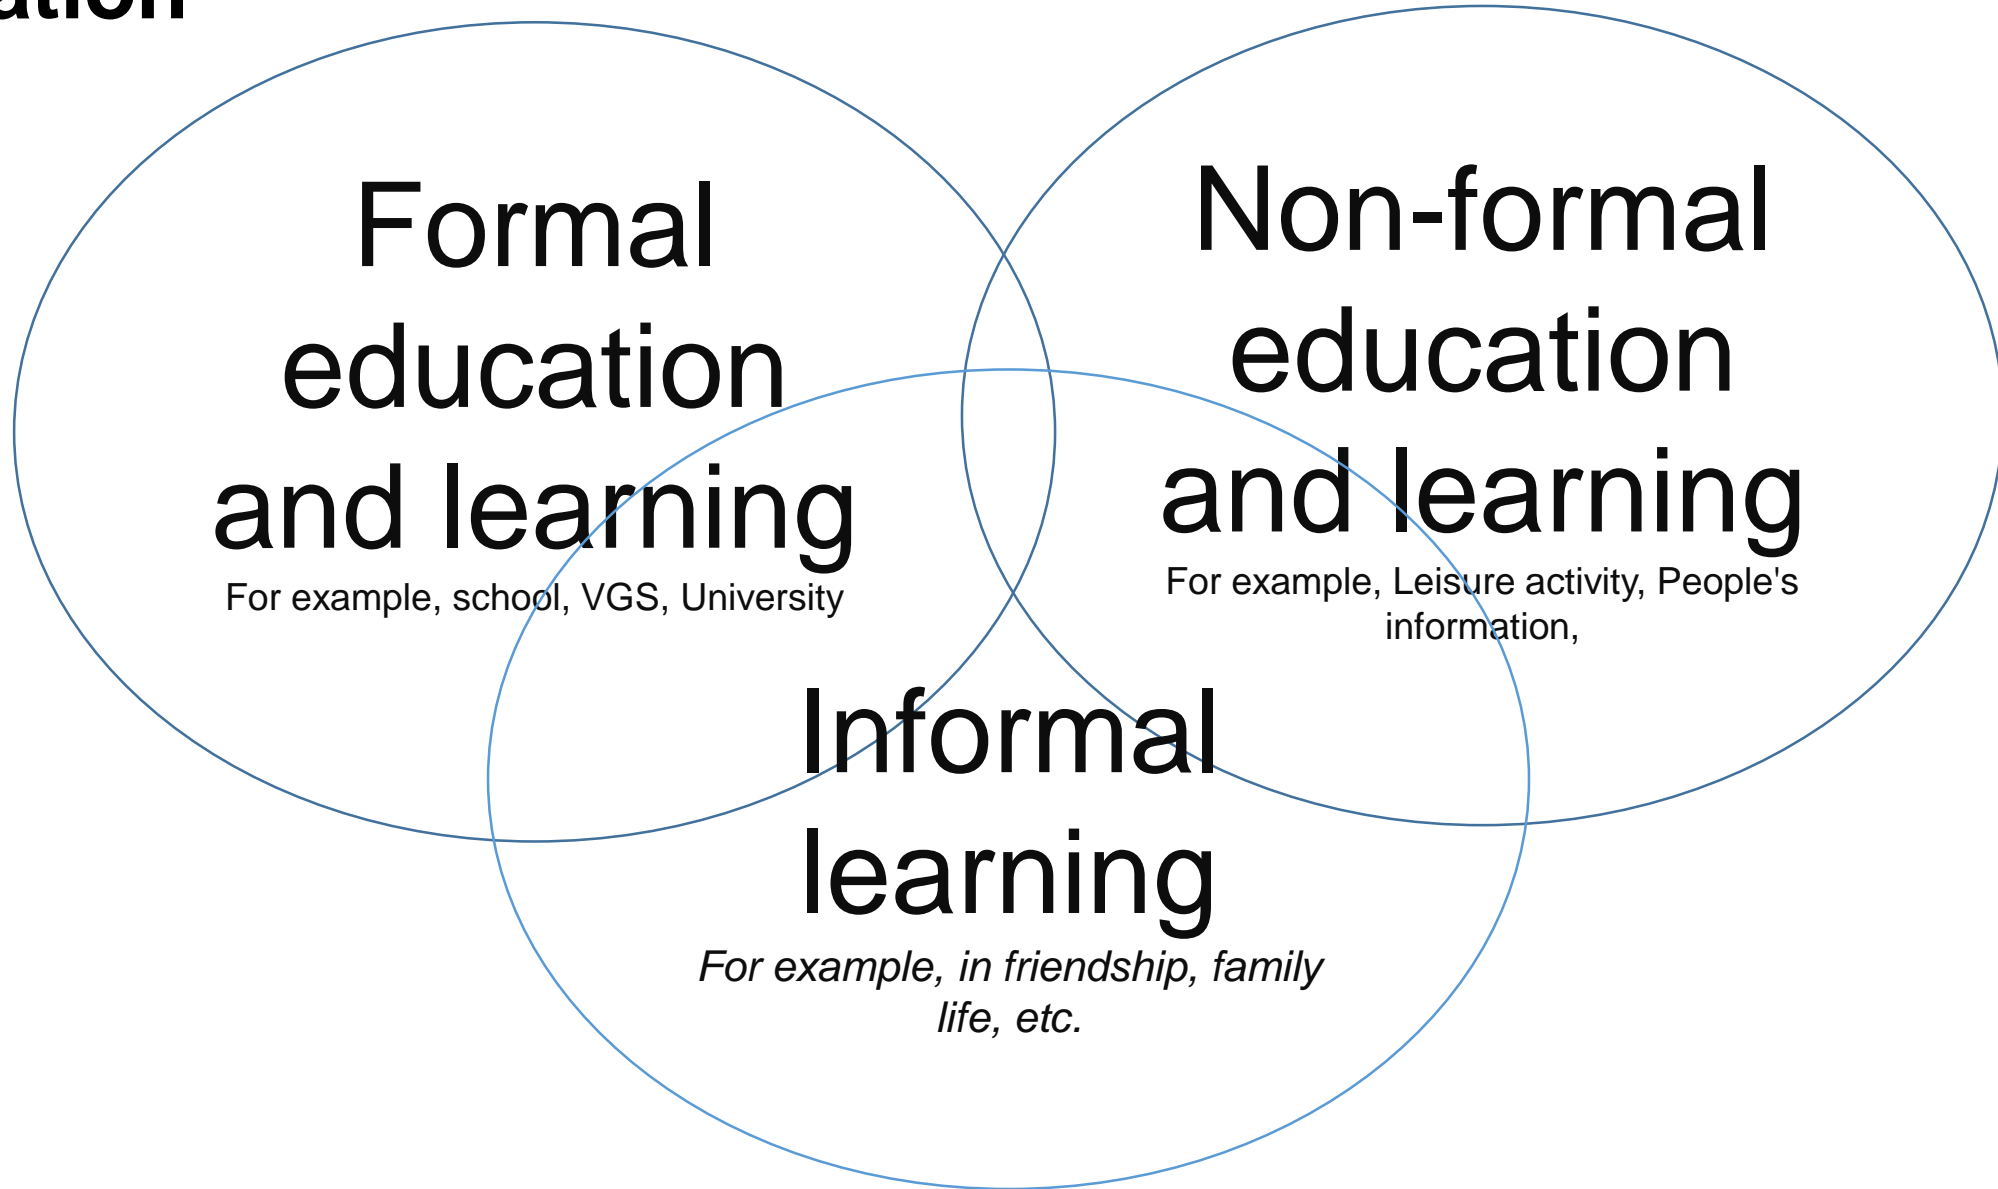 Formal
education
and learning
For example, school, VGS, University
Non-formal
education
and learning
For example, Leisure activity, People's
information,
Informal
learning
For example, in friendship, family
life, etc.